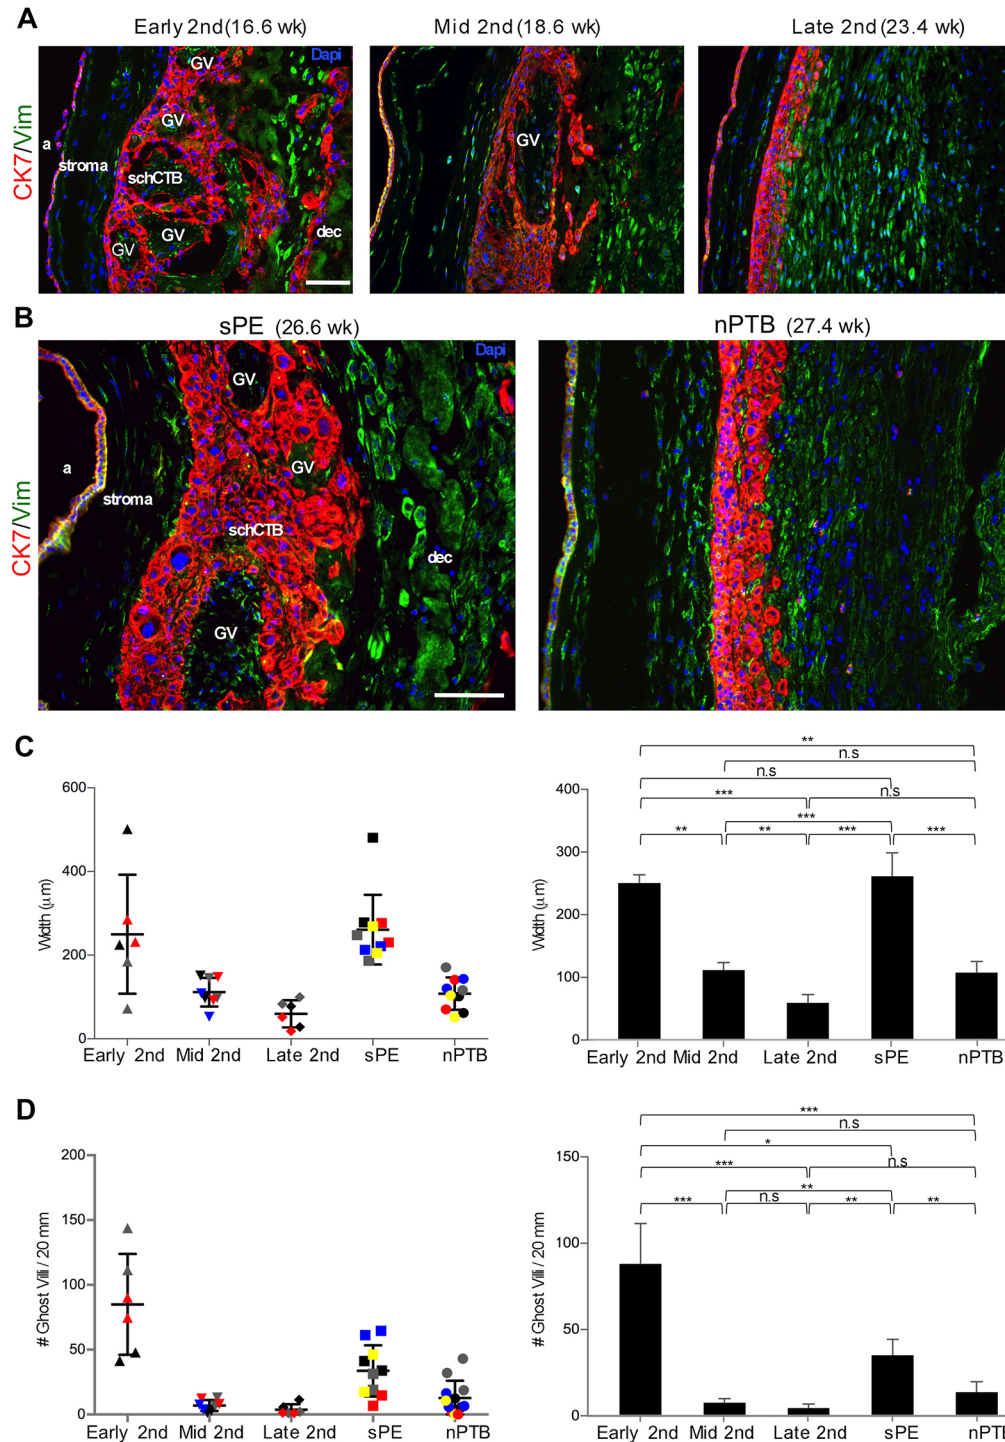 A
Early 2nd (16.6 wk)
Mid 2nd (18.6 wk)
Late 2nd (23.4 wk)
CK7/Vim
Dapi
GV
GV
a
stroma
schCTB
GV
GV
dec
GV
B
sPE (26.6 wk)
nPTB (27.4 wk)
CK7/Vim
Dapi
GV
a
GV
stroma
schCTB
dec
GV
C
Width (μm)
600
400
200
0
Early 2nd
Mid 2nd
Late 2nd
sPE
nPTB
Width (μm)
**
n.s
n.s
*** n.s
***
** ** *** ***
400
300
200
100
0
Early 2nd
Mid 2nd
Late 2nd
sPE
nPTB
D
# Ghost Villi / 20 mm
200
150
100
50
0
Early 2nd
Mid 2nd
Late 2nd
sPE
nPTB
# Ghost Villi / 20 mm
***
n.s
*
*** n.s
**
*** n.s ** **
150
100
50
0
Early 2nd
Mid 2nd
Late 2nd
sPE
nPTB